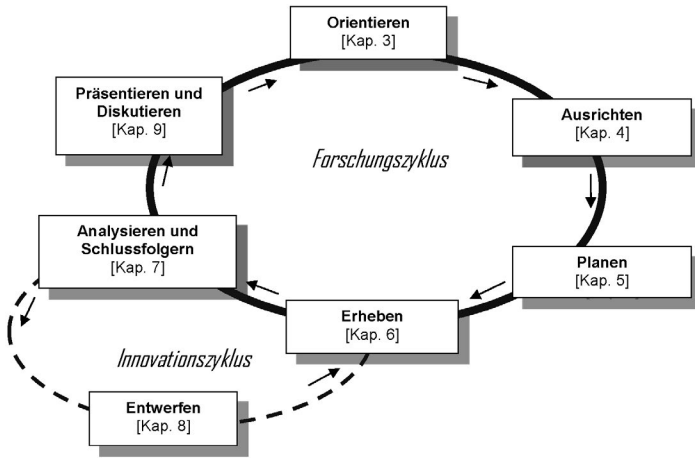 Orientieren
[Kap. 3]
Präsentieren und
Diskutieren
[Kap. 9]
Ausrichten
[Kap. 4]
Forschungszyklus
Analysieren und
Schlussfolgern
[Kap. 7]
Planen
[Kap. 5]
Erheben
[Kap. 6]
Innovationszyklus
Entwerfen
[Kap. 8]